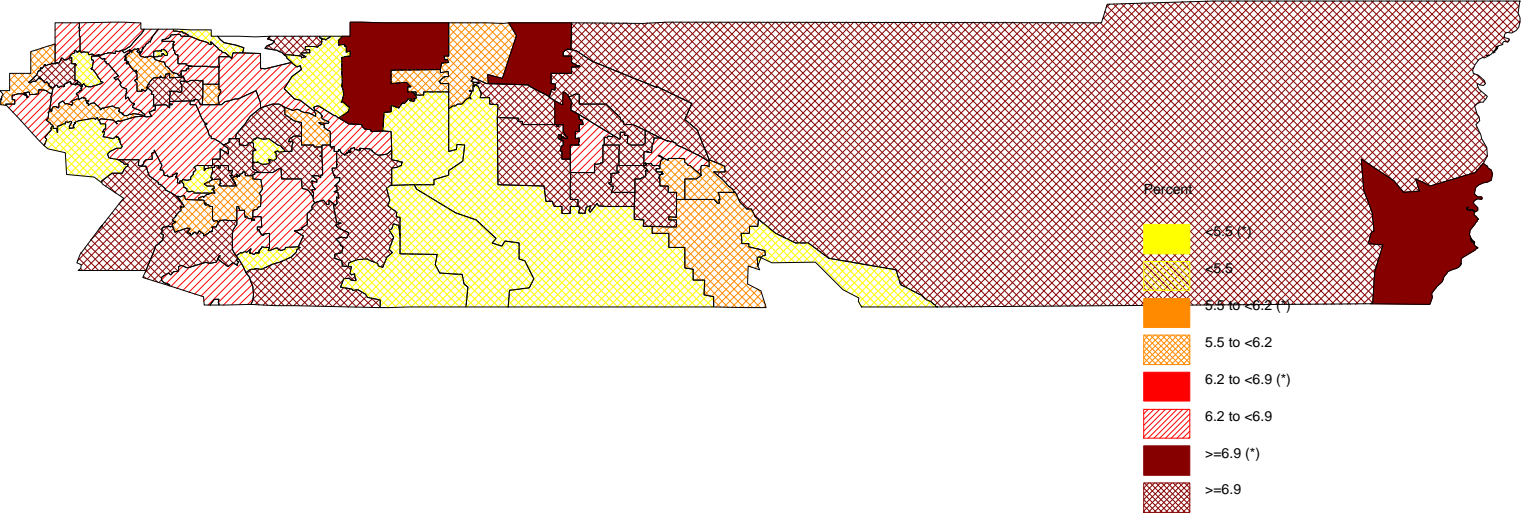 Percent
<5.5 (*)
<5.5
5.5 to <6.2 (*)
5.5 to <6.2
6.2 to <6.9 (*)
6.2 to <6.9
>=6.9 (*)
>=6.9